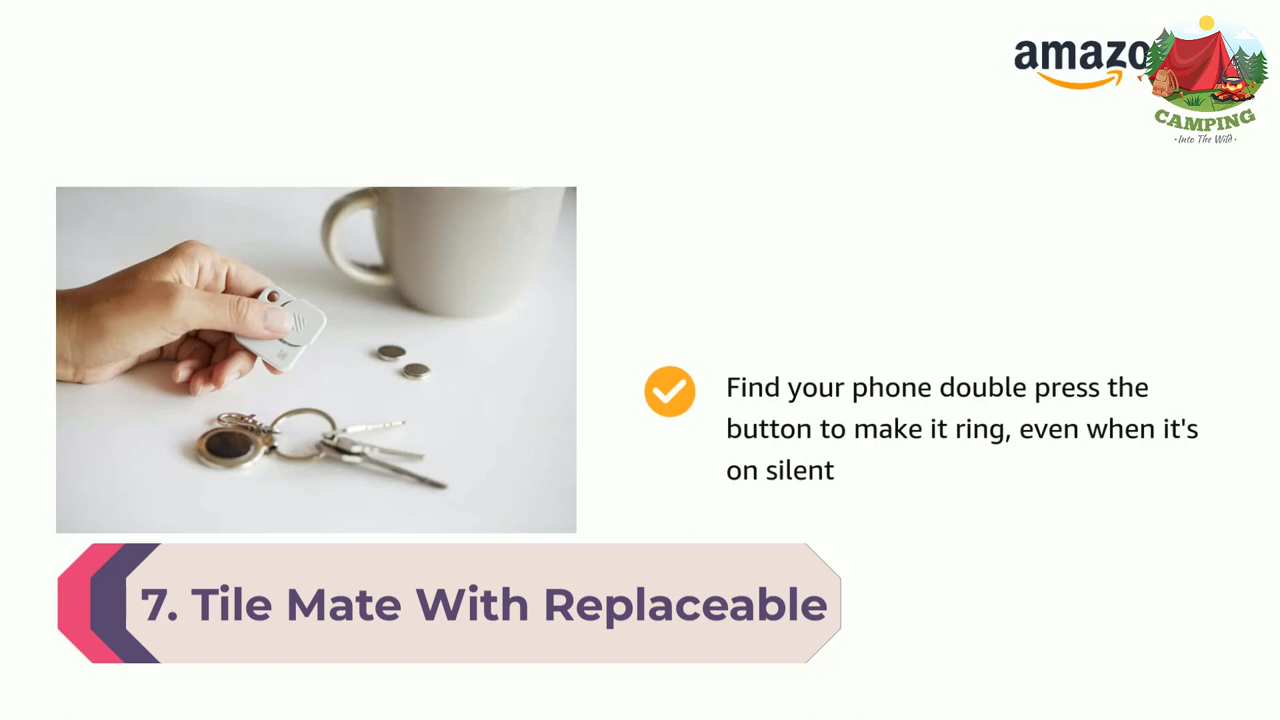 amazo
CAMPING
• Into The Wild •
Find your phone double press the
button to make it ring, even when it's
on silent
7. Tile Mate With Replaceable